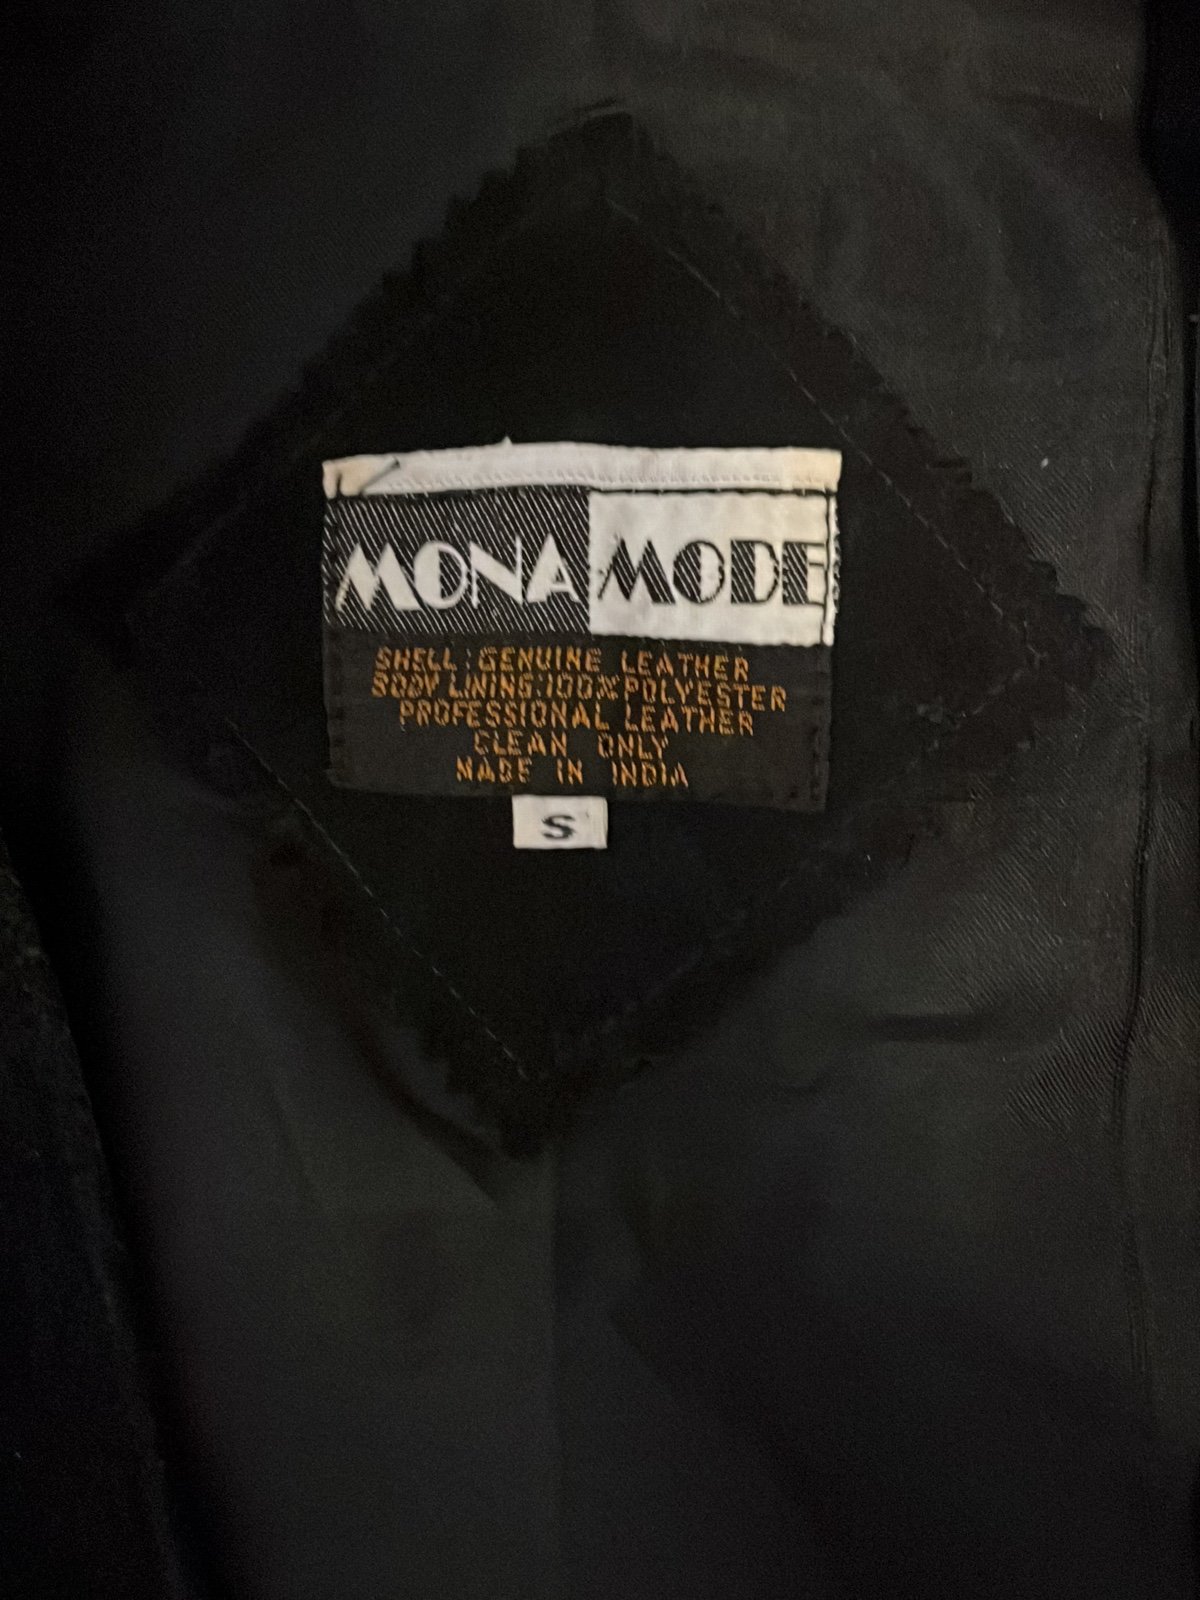 MONA MODE
SHELL: GENUINE LEATHER
BODY LINING: 100% POLYESTER
PROFESSIONAL LEATHER
CLEAN ONLY
MADE IN INDIA
S